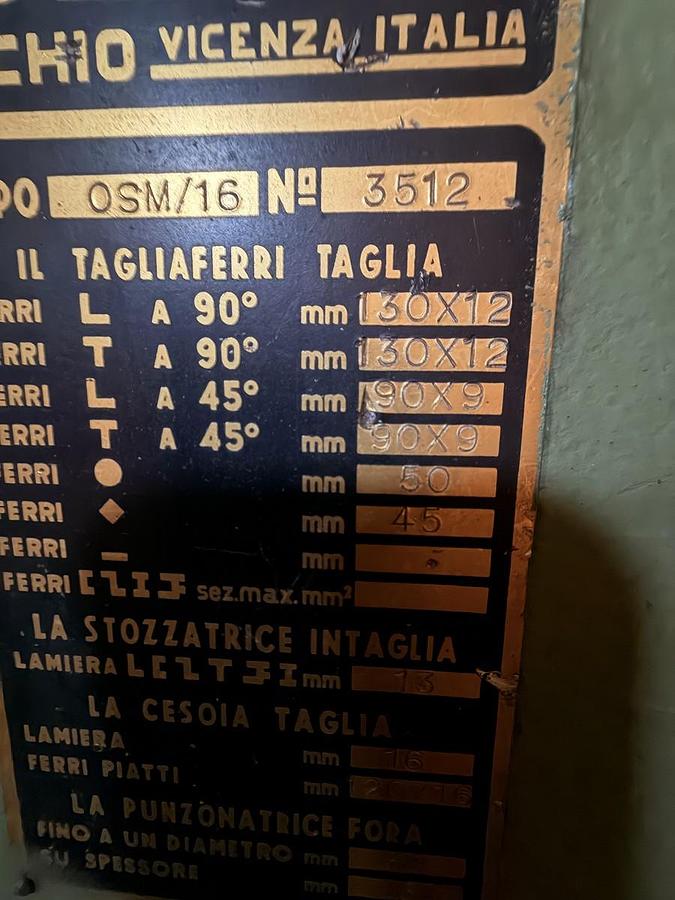 CHIO VICENZA ITALIA
PO OSM/16 Nº 3512
IL TAGLIAFERRI TAGLIA
RRI L A 90° mm 130X12
RRI T A 90° mm 130X12
ERRI L A 45° mm 90X9
ERRI T A 45° mm 90X9
FERRI mm 50
FERRI mm 45
FERRI mm
FERRI sez.max.mm²
LA STOZZATRICE INTAGLIA
LAMIERA mm 13
LA CESOIA TAGLIA
LAMIERA mm 16
FERRI PIATTI mm 120X16
LA PUNZONATRICE FORA
FINO A UN DIAMETRO mm
SU SPESSORE mm